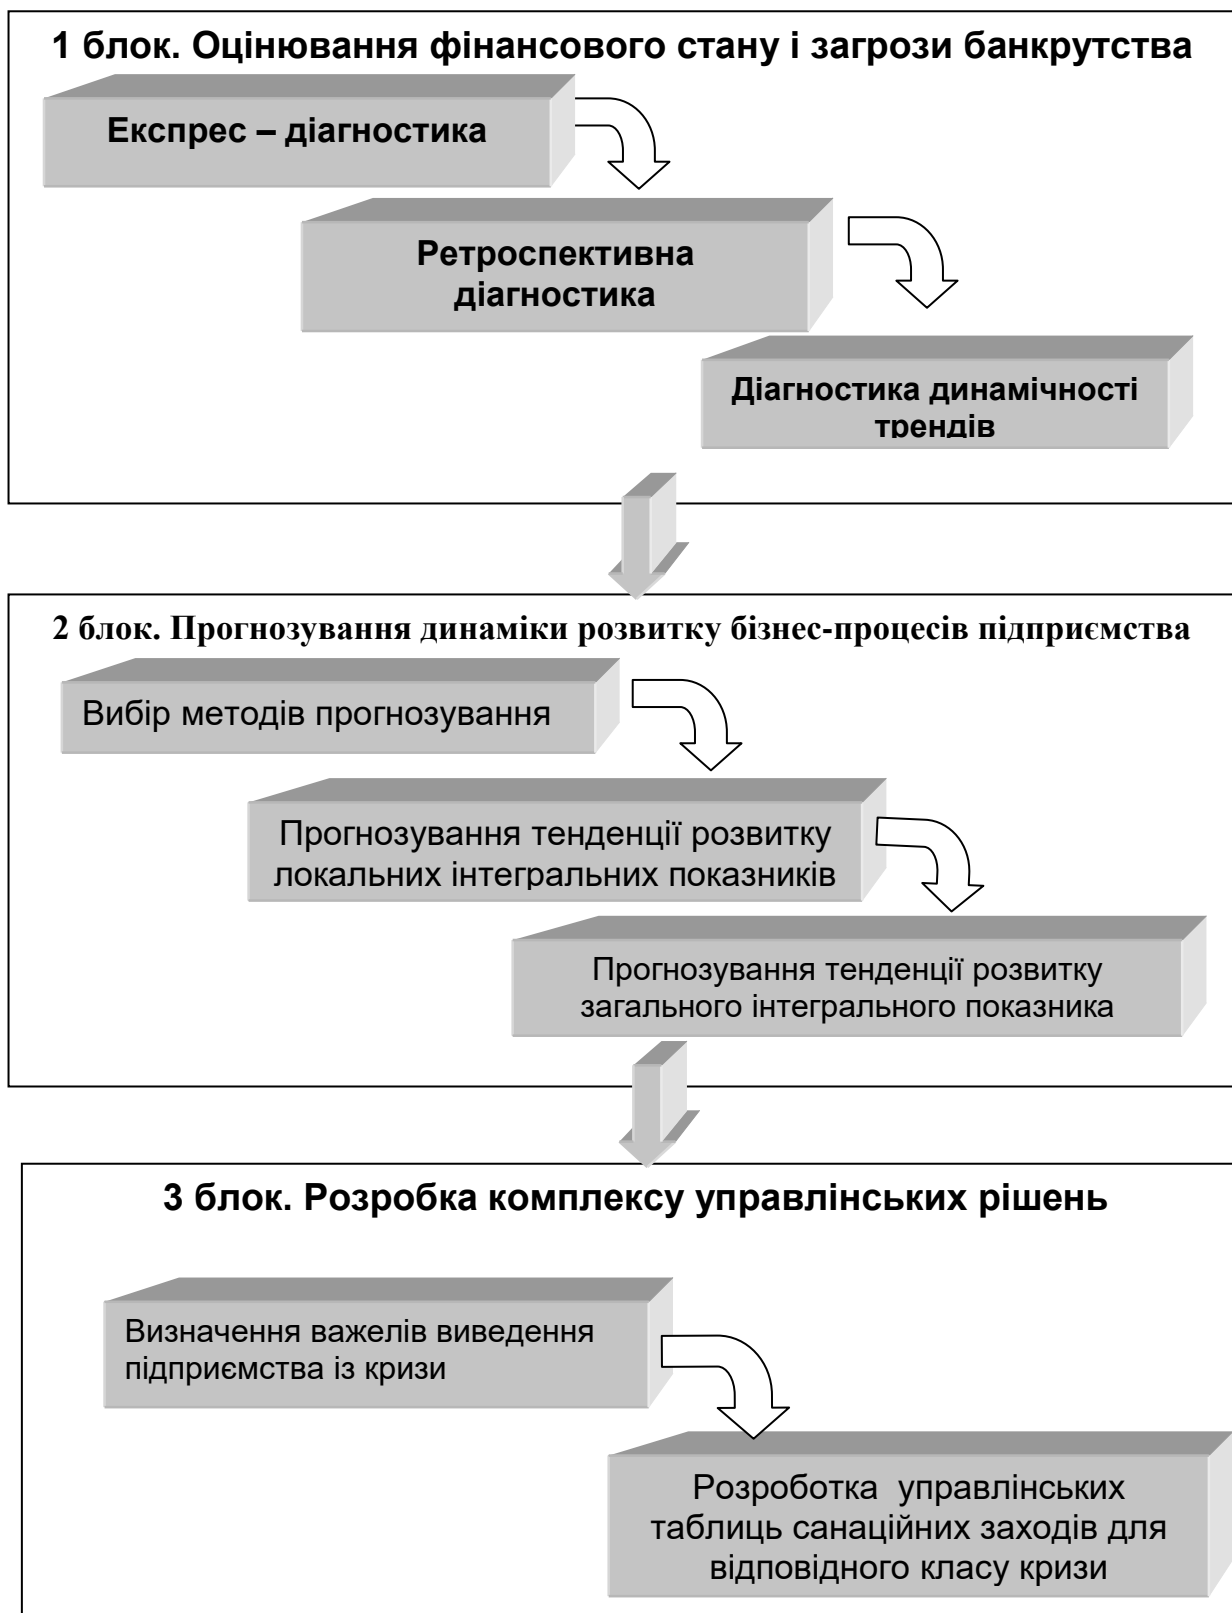 1 блок. Оцінювання фінансового стану і загрози банкрутства
Експрес – діагностика
Ретроспективна
діагностика
Діагностика динамічності
трендів
2 блок. Прогнозування динаміки розвитку бізнес-процесів підприємства
Вибір методів прогнозування
Прогнозування тенденції розвитку
локальних інтегральних показників
Прогнозування тенденції розвитку
загального інтегрального показника
3 блок. Розробка комплексу управлінських рішень
Визначення важелів виведення
підприємства із кризи
Розроботка управлінських
таблиць санаційних заходів для
відповідного класу кризи